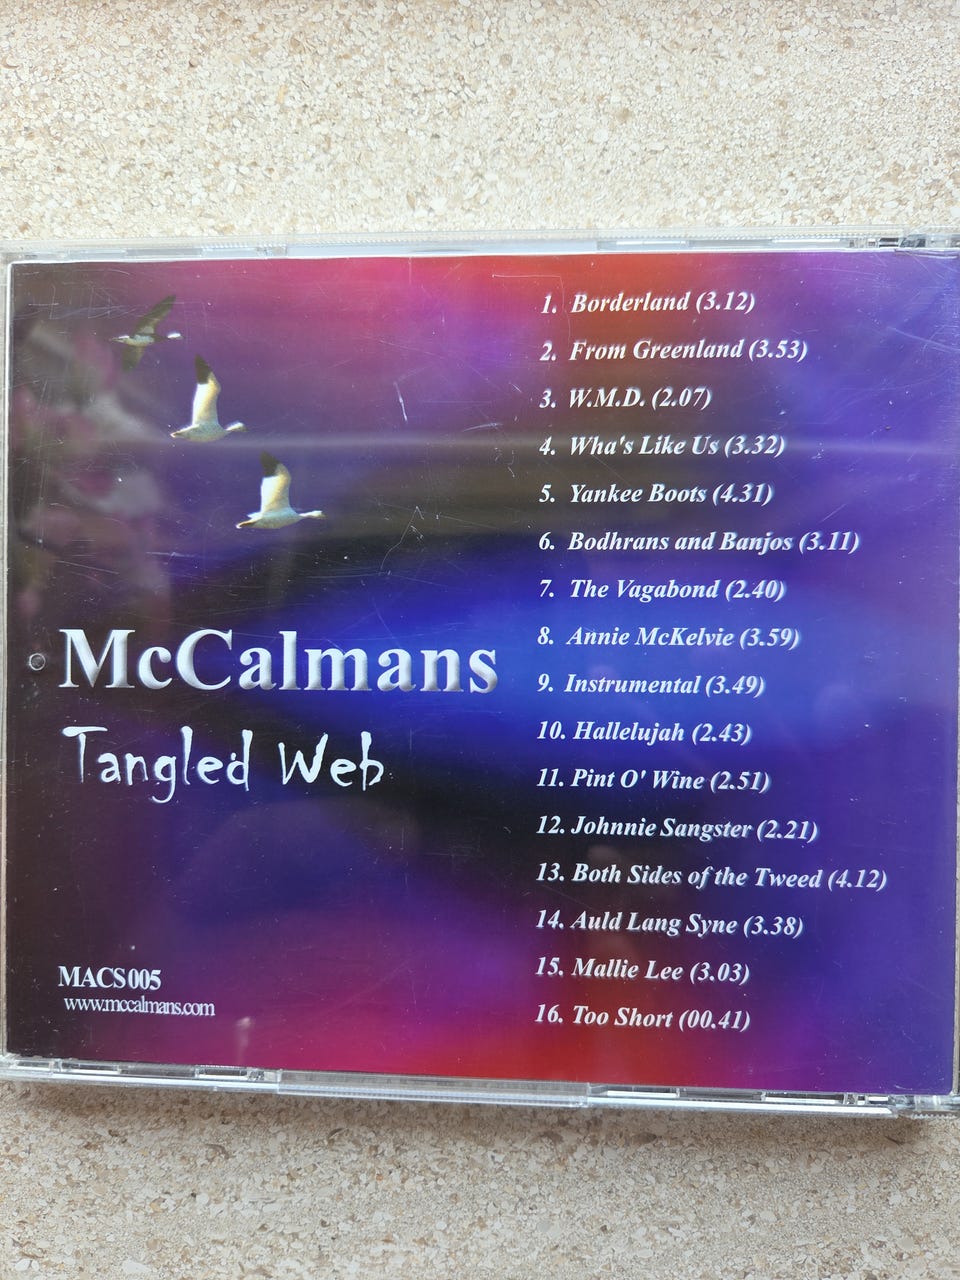 McCalmans
Tangled Web
MACS005
www.mccalmans.com
1. Borderland (3.12)
2. From Greenland (3.53)
3. W.M.D. (2.07)
4. Wha's Like Us (3.32)
5. Yankee Boots (4.31)
6. Bodhrans and Banjos (3.11)
7. The Vagabond (2.40)
8. Annie McKelvie (3.59)
9. Instrumental (3.49)
10. Hallelujah (2.43)
11. Pint O' Wine (2.51)
12. Johnnie Sangster (2.21)
13. Both Sides of the Tweed (4.12)
14. Auld Lang Syne (3.38)
15. Mallie Lee (3.03)
16. Too Short (00.41)